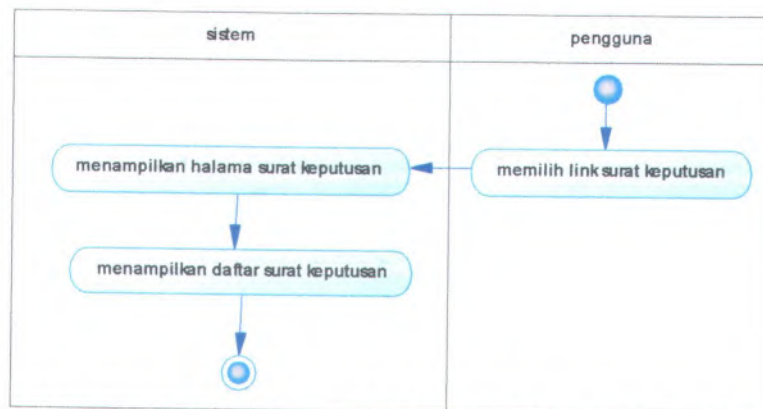 sistem
pengguna
menampilkan halama surat keputusan
memilih link surat keputusan
menampilkan daftar surat keputusan